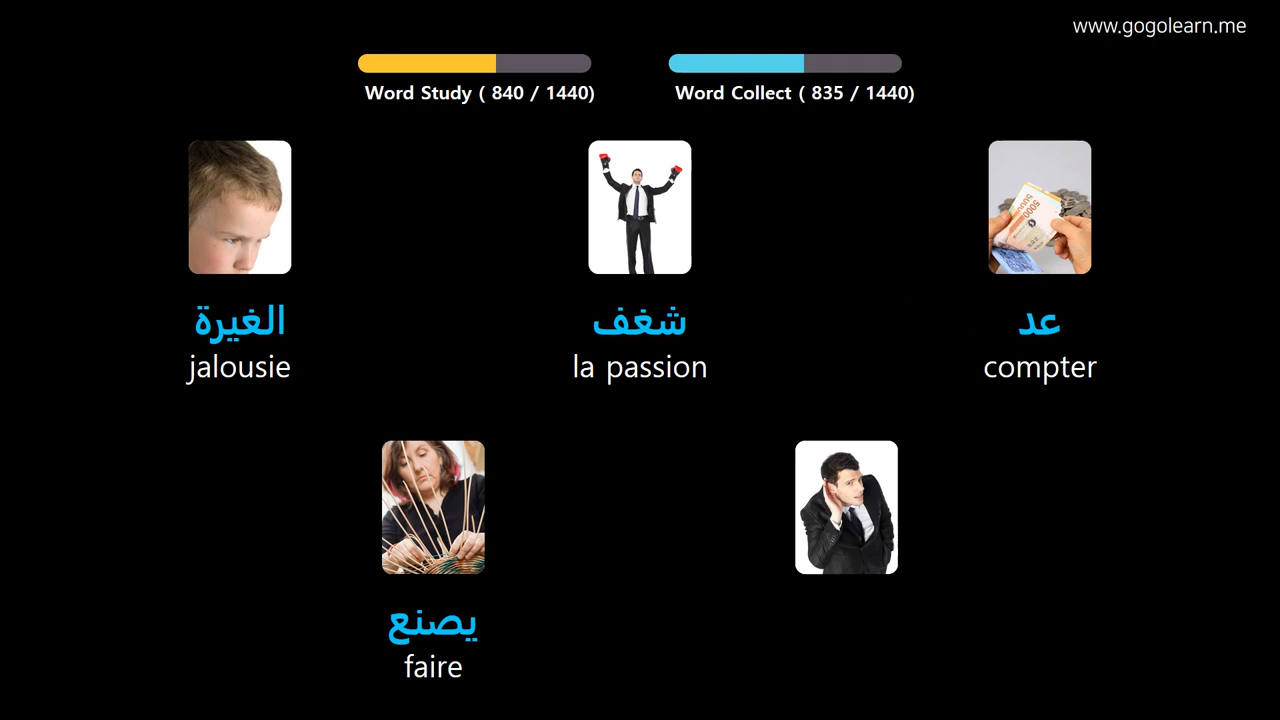 www.gogolearn.me
Word Study ( 840 / 1440)
Word Collect ( 835 / 1440)
الغيرة
jalousie
شغف
la passion
عد
compter
يصنع
faire